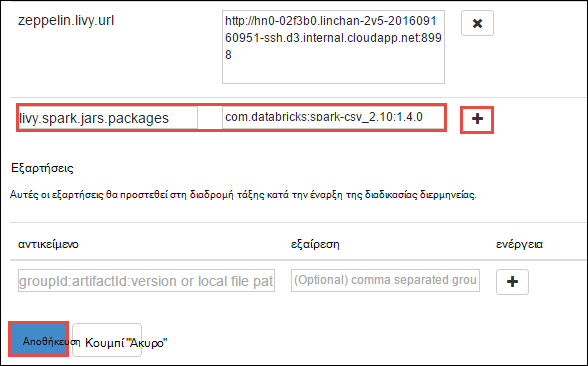 zeppelin.livy.url
http://hn0-02f3b0.linchan-2v5-2016091
60951-ssh.d3.internal.cloudapp.net:899
8
livy.spark.jars.packages com.databricks:spark-csv_2.10:1.4.0
Εξαρτήσεις
Αυτές οι εξαρτήσεις θα προστεθεί στη διαδρομή τάξης κατά την έναρξη της διαδικασίας διερμηνείας.
αντικείμενο εξαίρεση ενέργεια
groupId:artifactId:version or local file pat (Optional) comma separated grou
Αποθήκευση Κουμπί "Άκυρο"